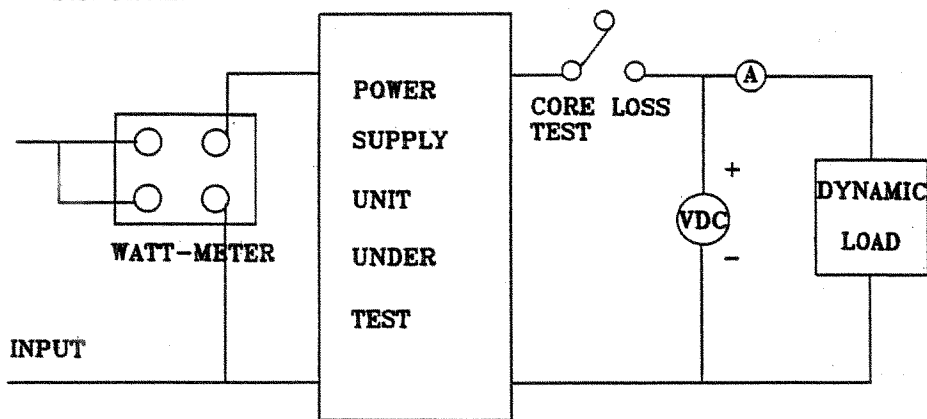 POWER
SUPPLY
UNIT
UNDER
TEST
WATT-METER
INPUT
CORE LOSS
TEST
A
+
VDC
-
DYNAMIC
LOAD